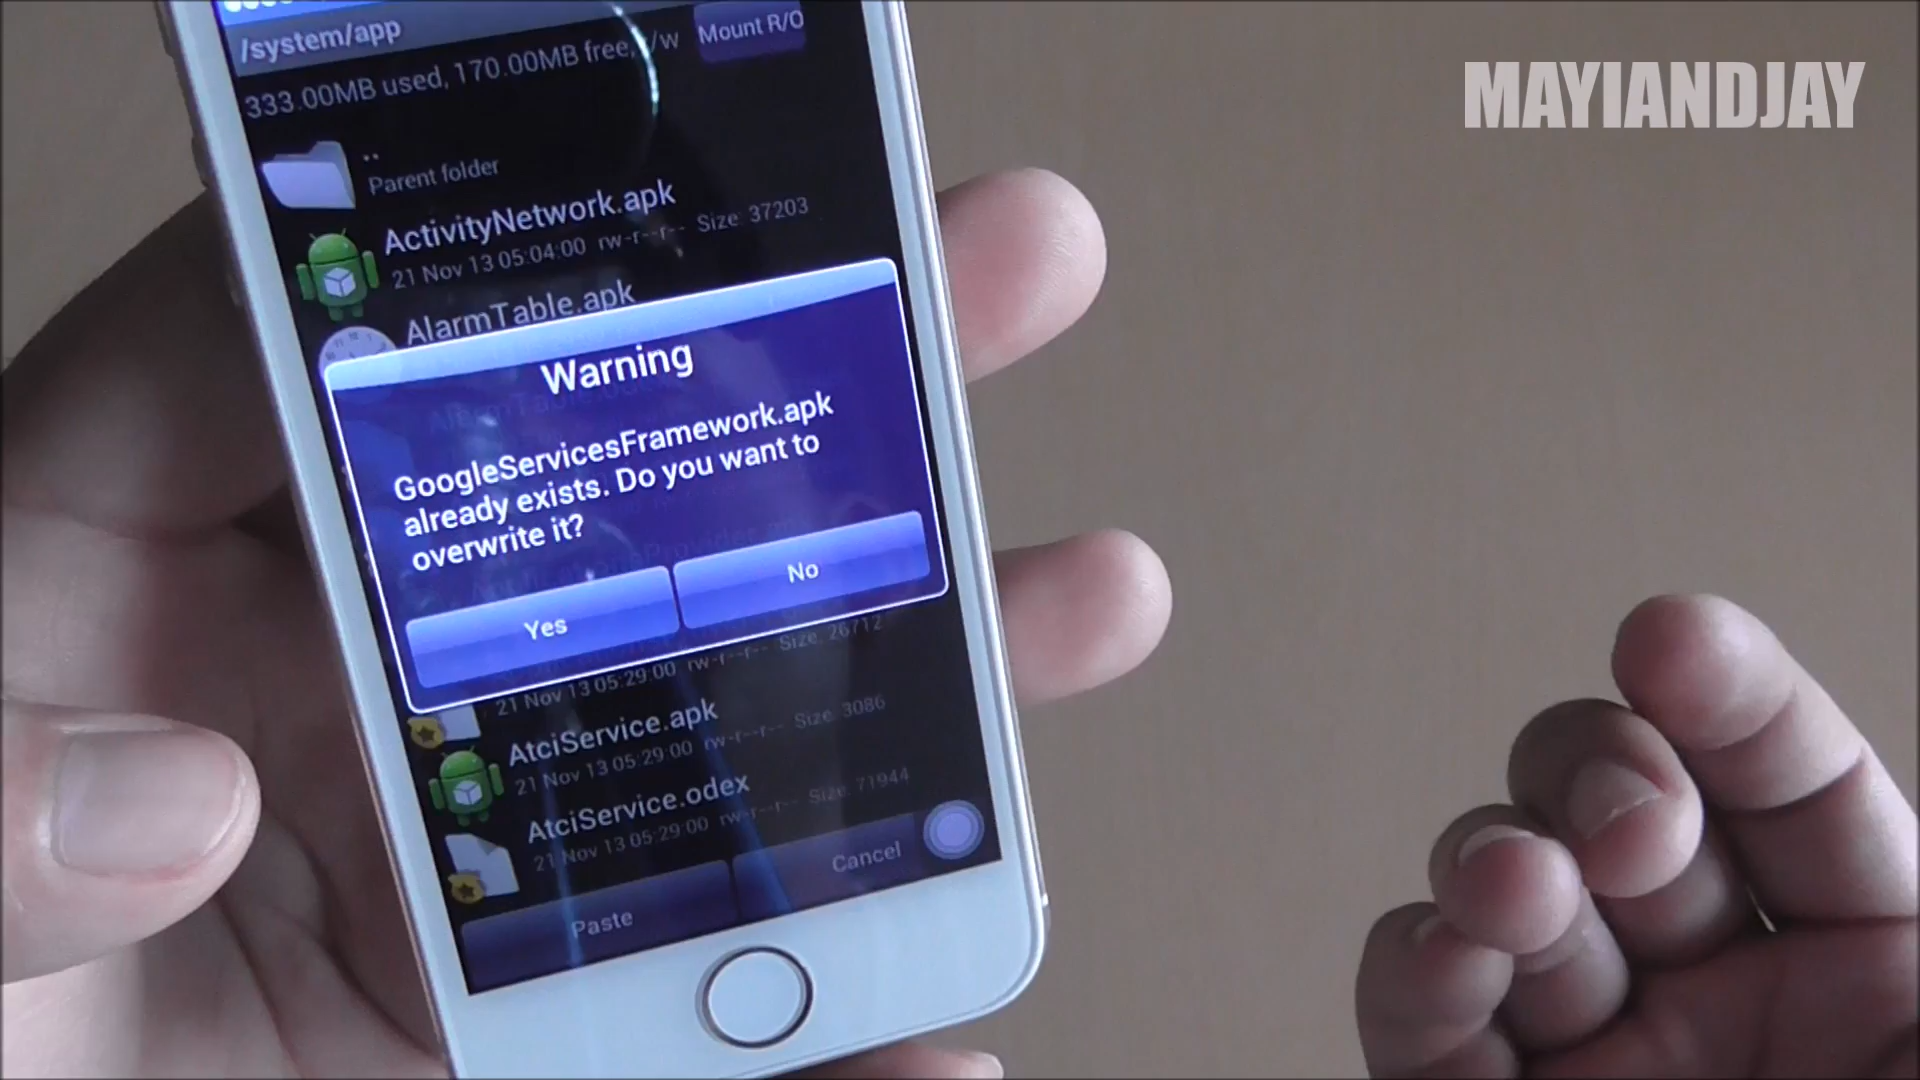 /system/app
333.00MB used, 170.00MB free, r/w
Mount R/O
MAYIANDJAY
..
Parent folder
ActivityNetwork.apk
21 Nov 13 05:04:00 rw-r--r-- Size: 37203
AlarmTable.apk
Warning
GoogleServicesFramework.apk
already exists. Do you want to
overwrite it?
Yes
No
21 Nov 13 05:29:00 rw-r--r-- Size: 26712
AtciService.apk
21 Nov 13 05:29:00 rw-r--r-- Size: 3086
AtciService.odex
21 Nov 13 05:29:00 rw-r--r-- Size: 71944
Paste
Cancel